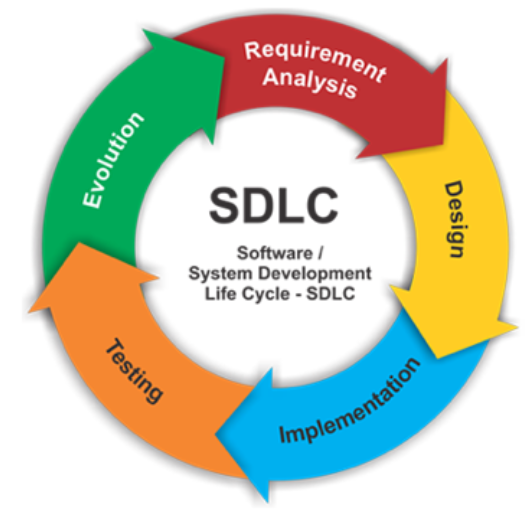 Requirement
Analysis
Design
Implementation
Testing
Evolution
SDLC
Software /
System Development
Life Cycle - SDLC